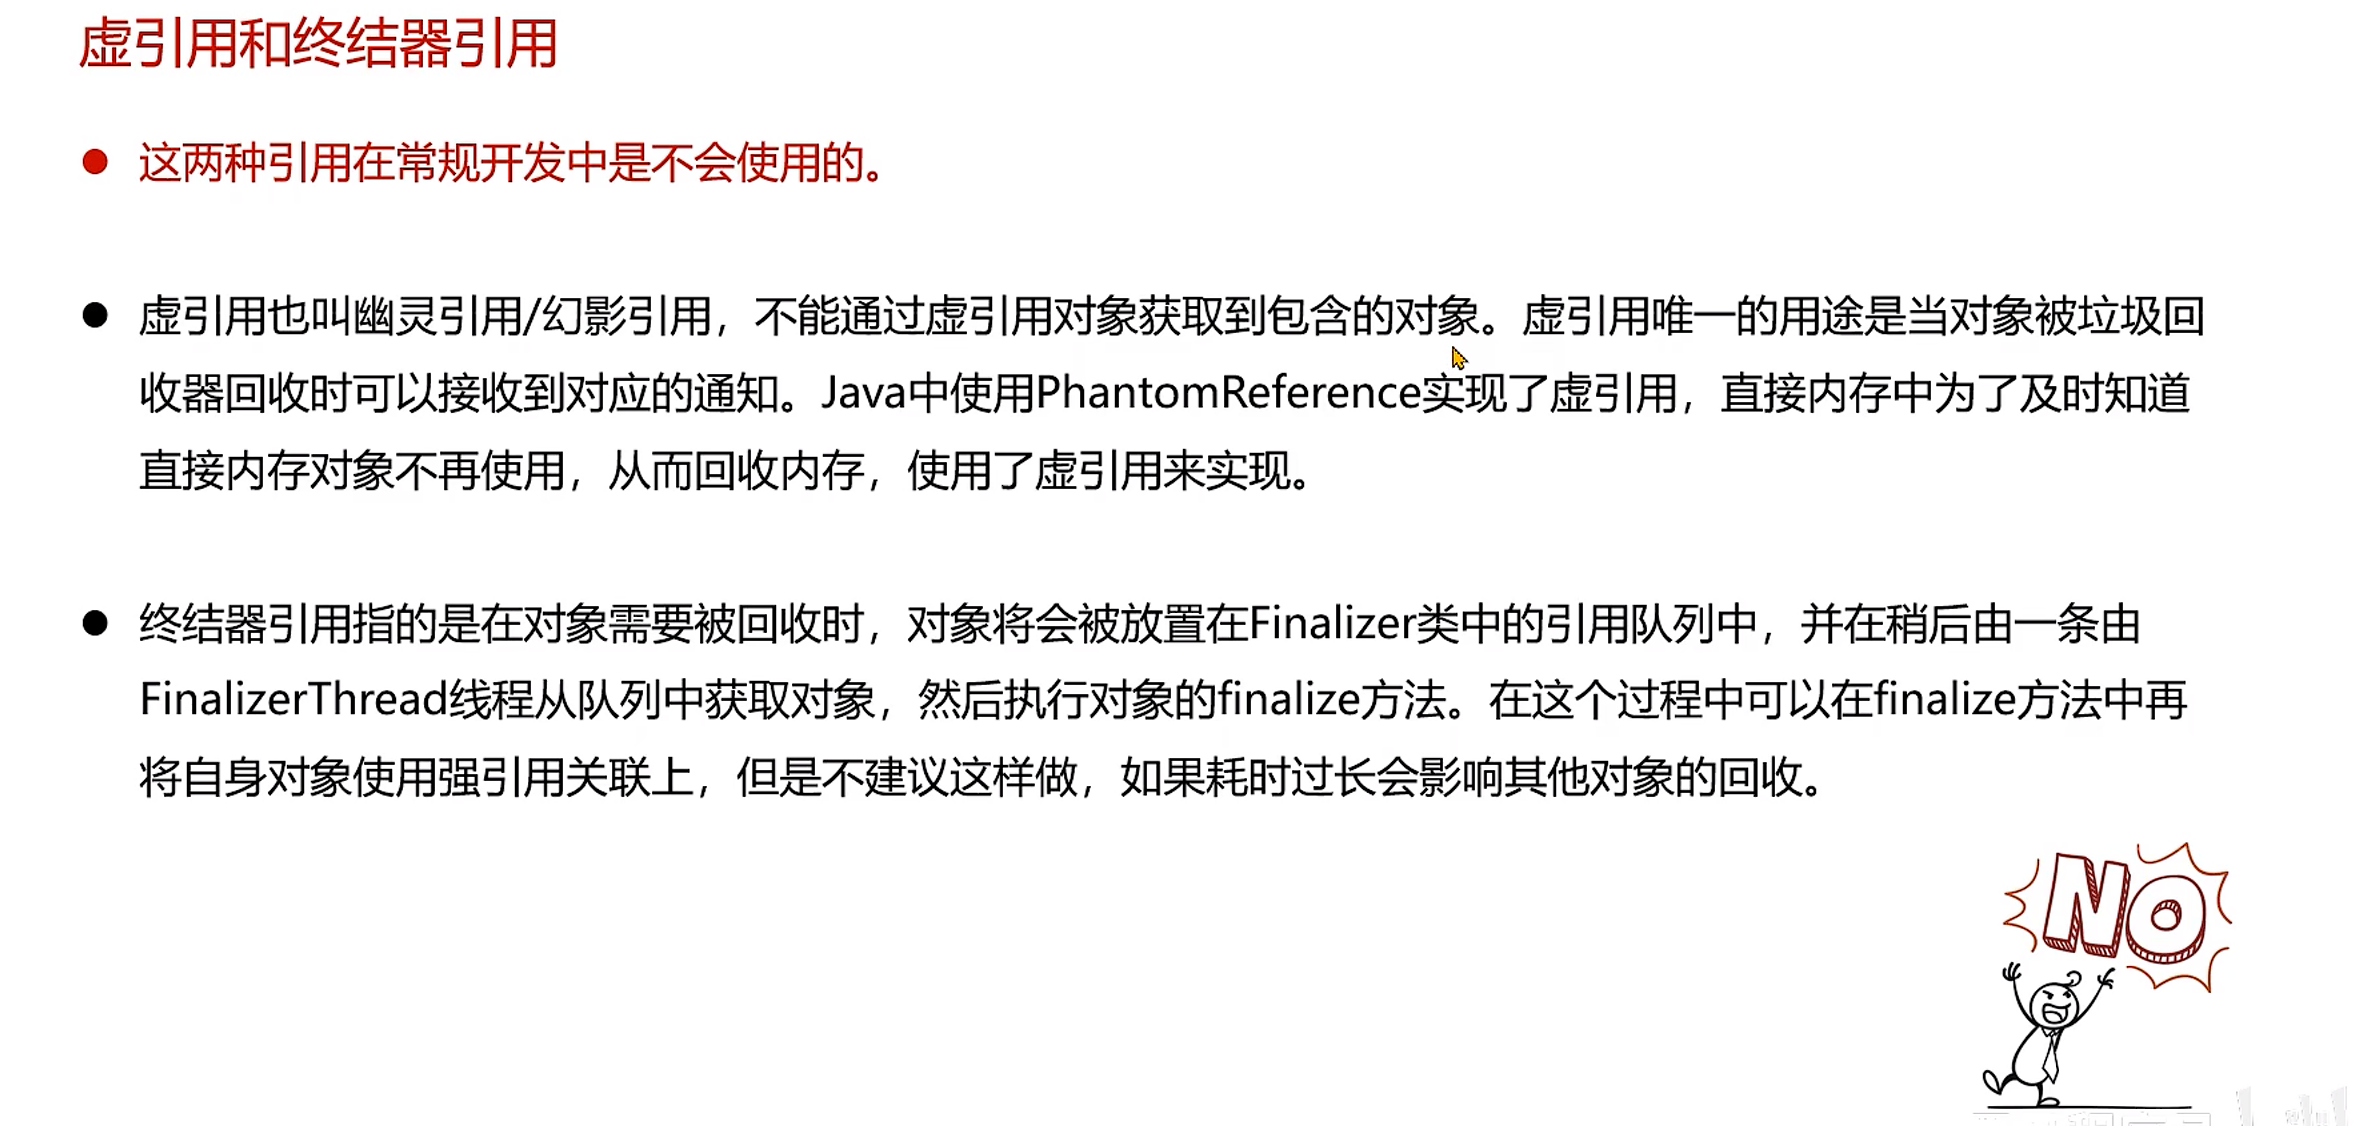 虚引用和终结器引用
这两种引用在常规开发中是不会使用的。
虚引用也叫幽灵引用/幻影引用，不能通过虚引用对象获取到包含的对象。虚引用唯一的用途是当对象被垃圾回
收器回收时可以接收到对应的通知。Java中使用PhantomReference实现了虚引用，直接内存中为了及时知道
直接内存对象不再使用，从而回收内存，使用了虚引用来实现。
终结器引用指的是在对象需要被回收时，对象将会被放置在Finalizer类中的引用队列中，并在稍后由一条由
FinalizerThread线程从队列中获取对象，然后执行对象的finalize方法。在这个过程中可以在finalize方法中再
将自身对象使用强引用关联上，但是不建议这样做，如果耗时过长会影响其他对象的回收。
NO